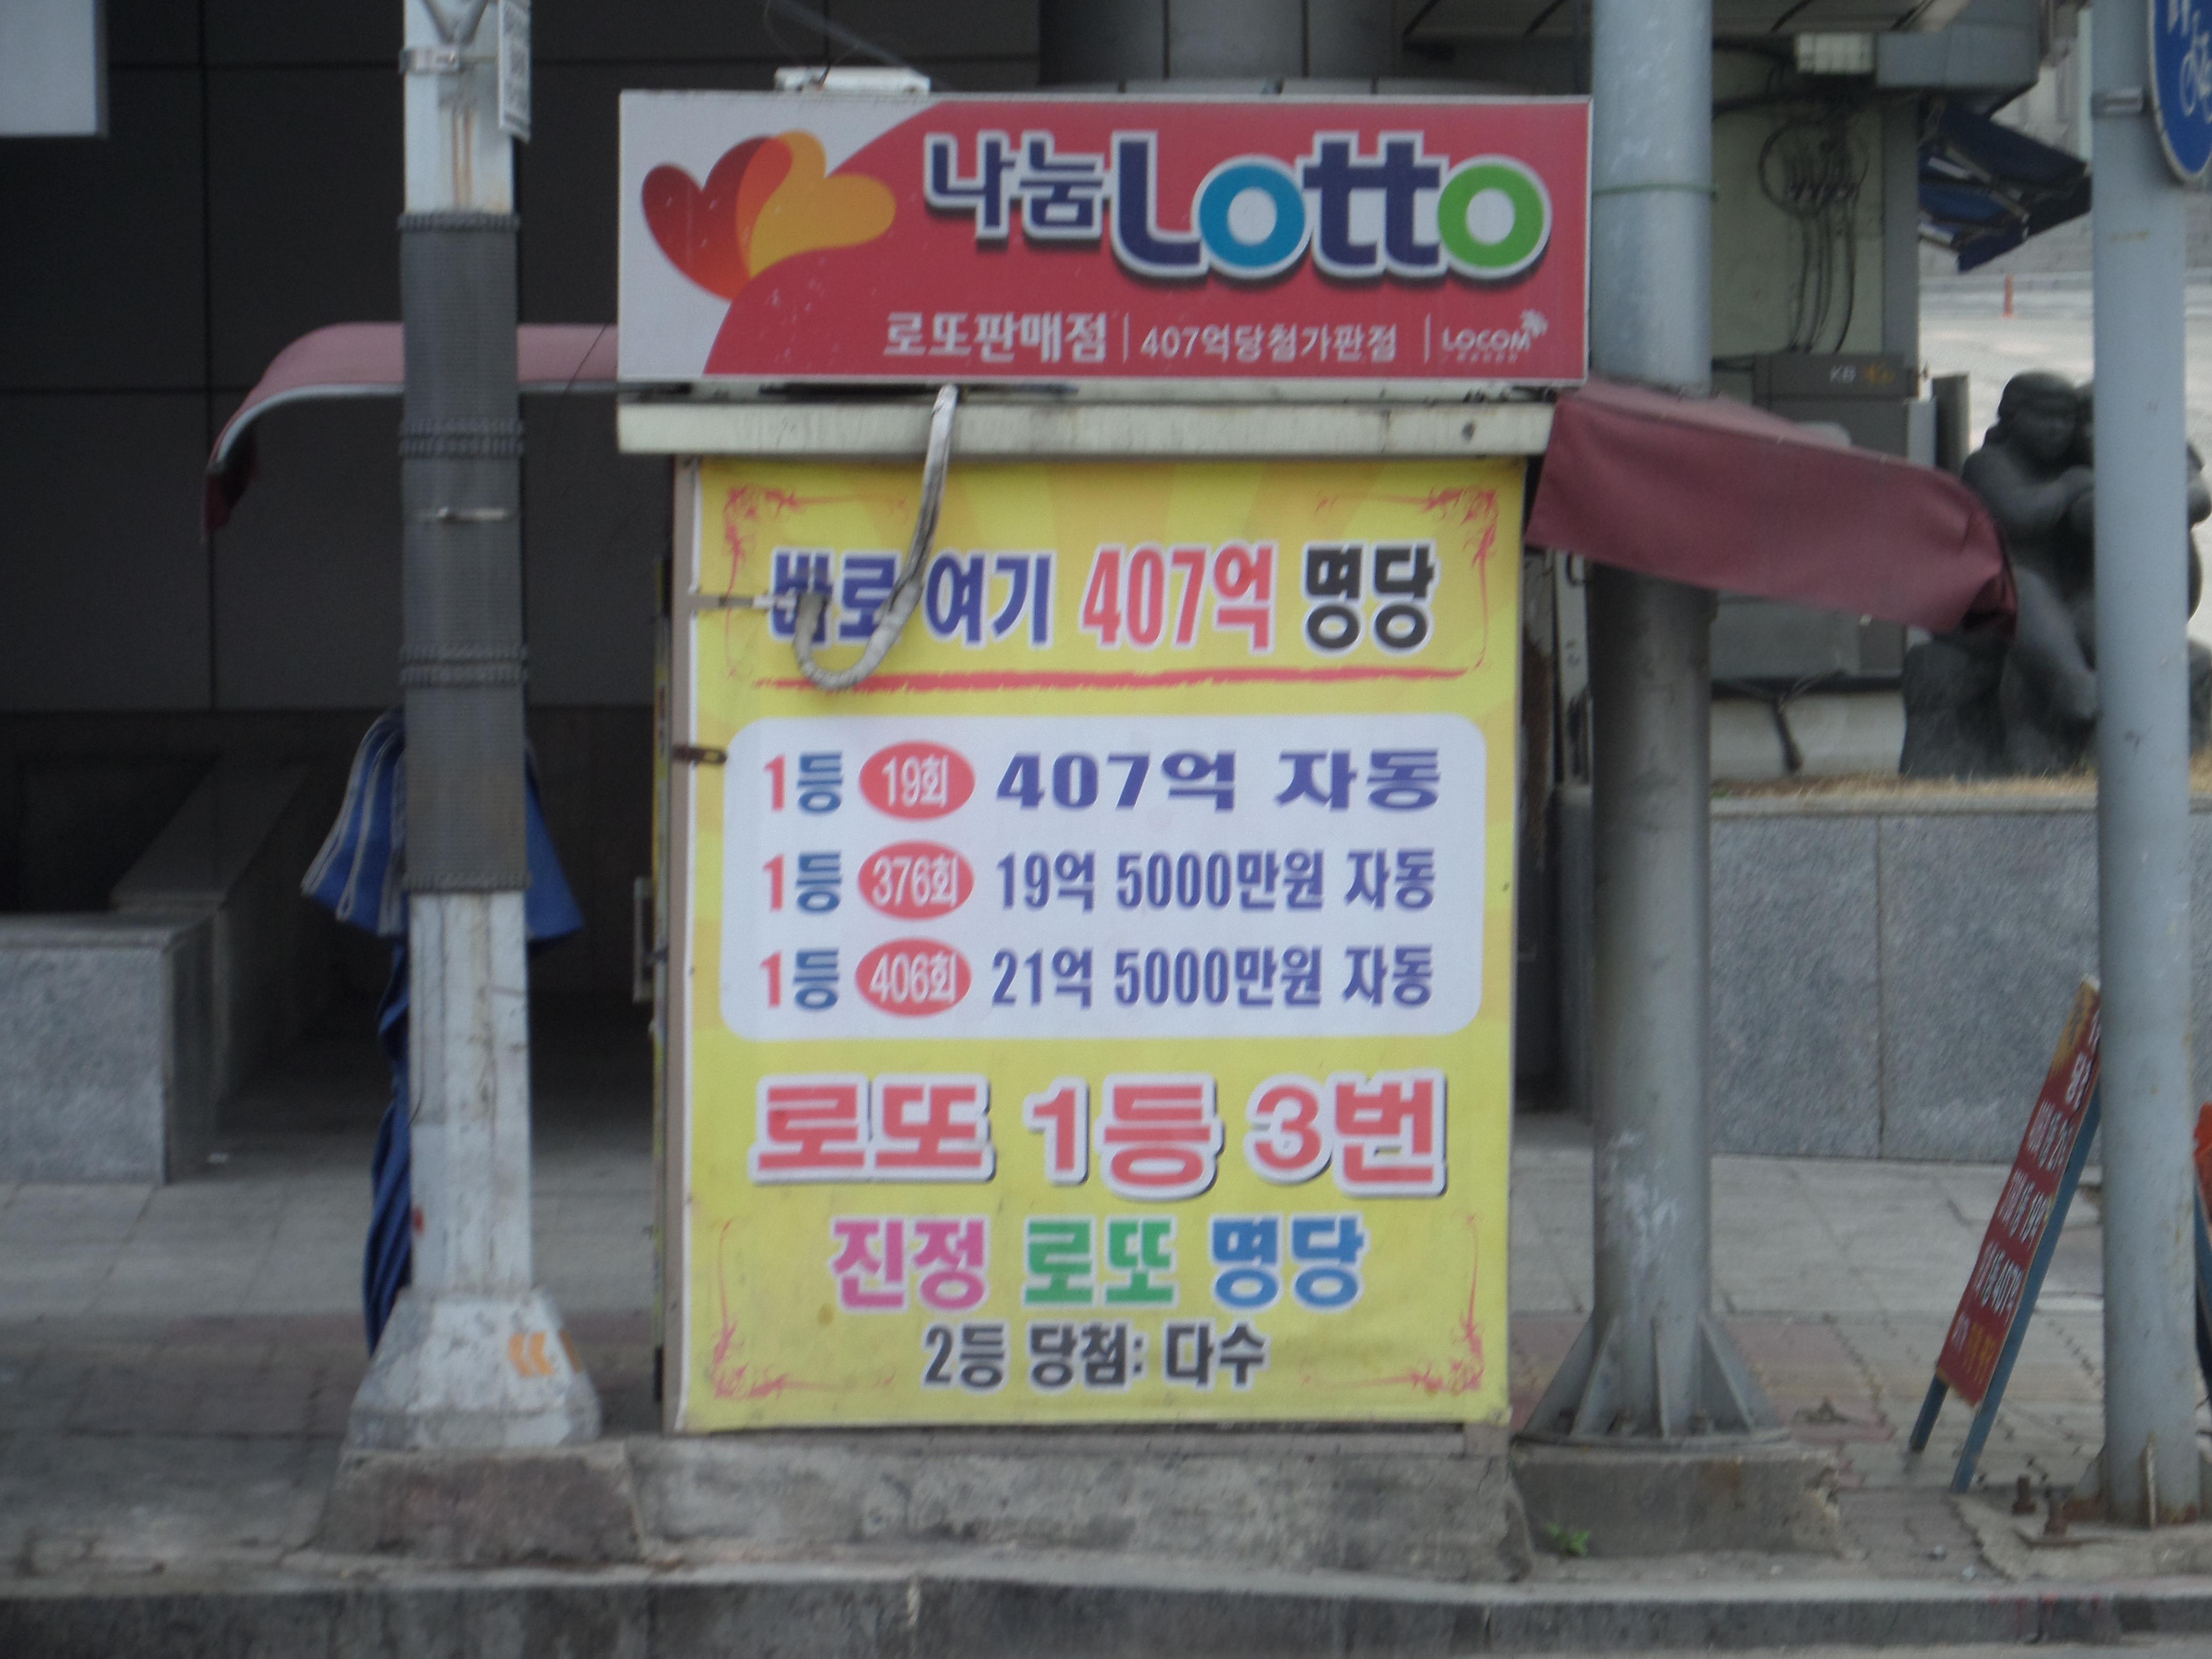 나눔Lotto
로또판매점 | 407억당첨가판점 | LOCOM
바로 여기 407억 명당
1등 19회 407억 자동
1등 376회 19억 5000만원 자동
1등 406회 21억 5000만원 자동
로또 1등 3번
진정 로또 명당
2등 당첨: 다수
KB